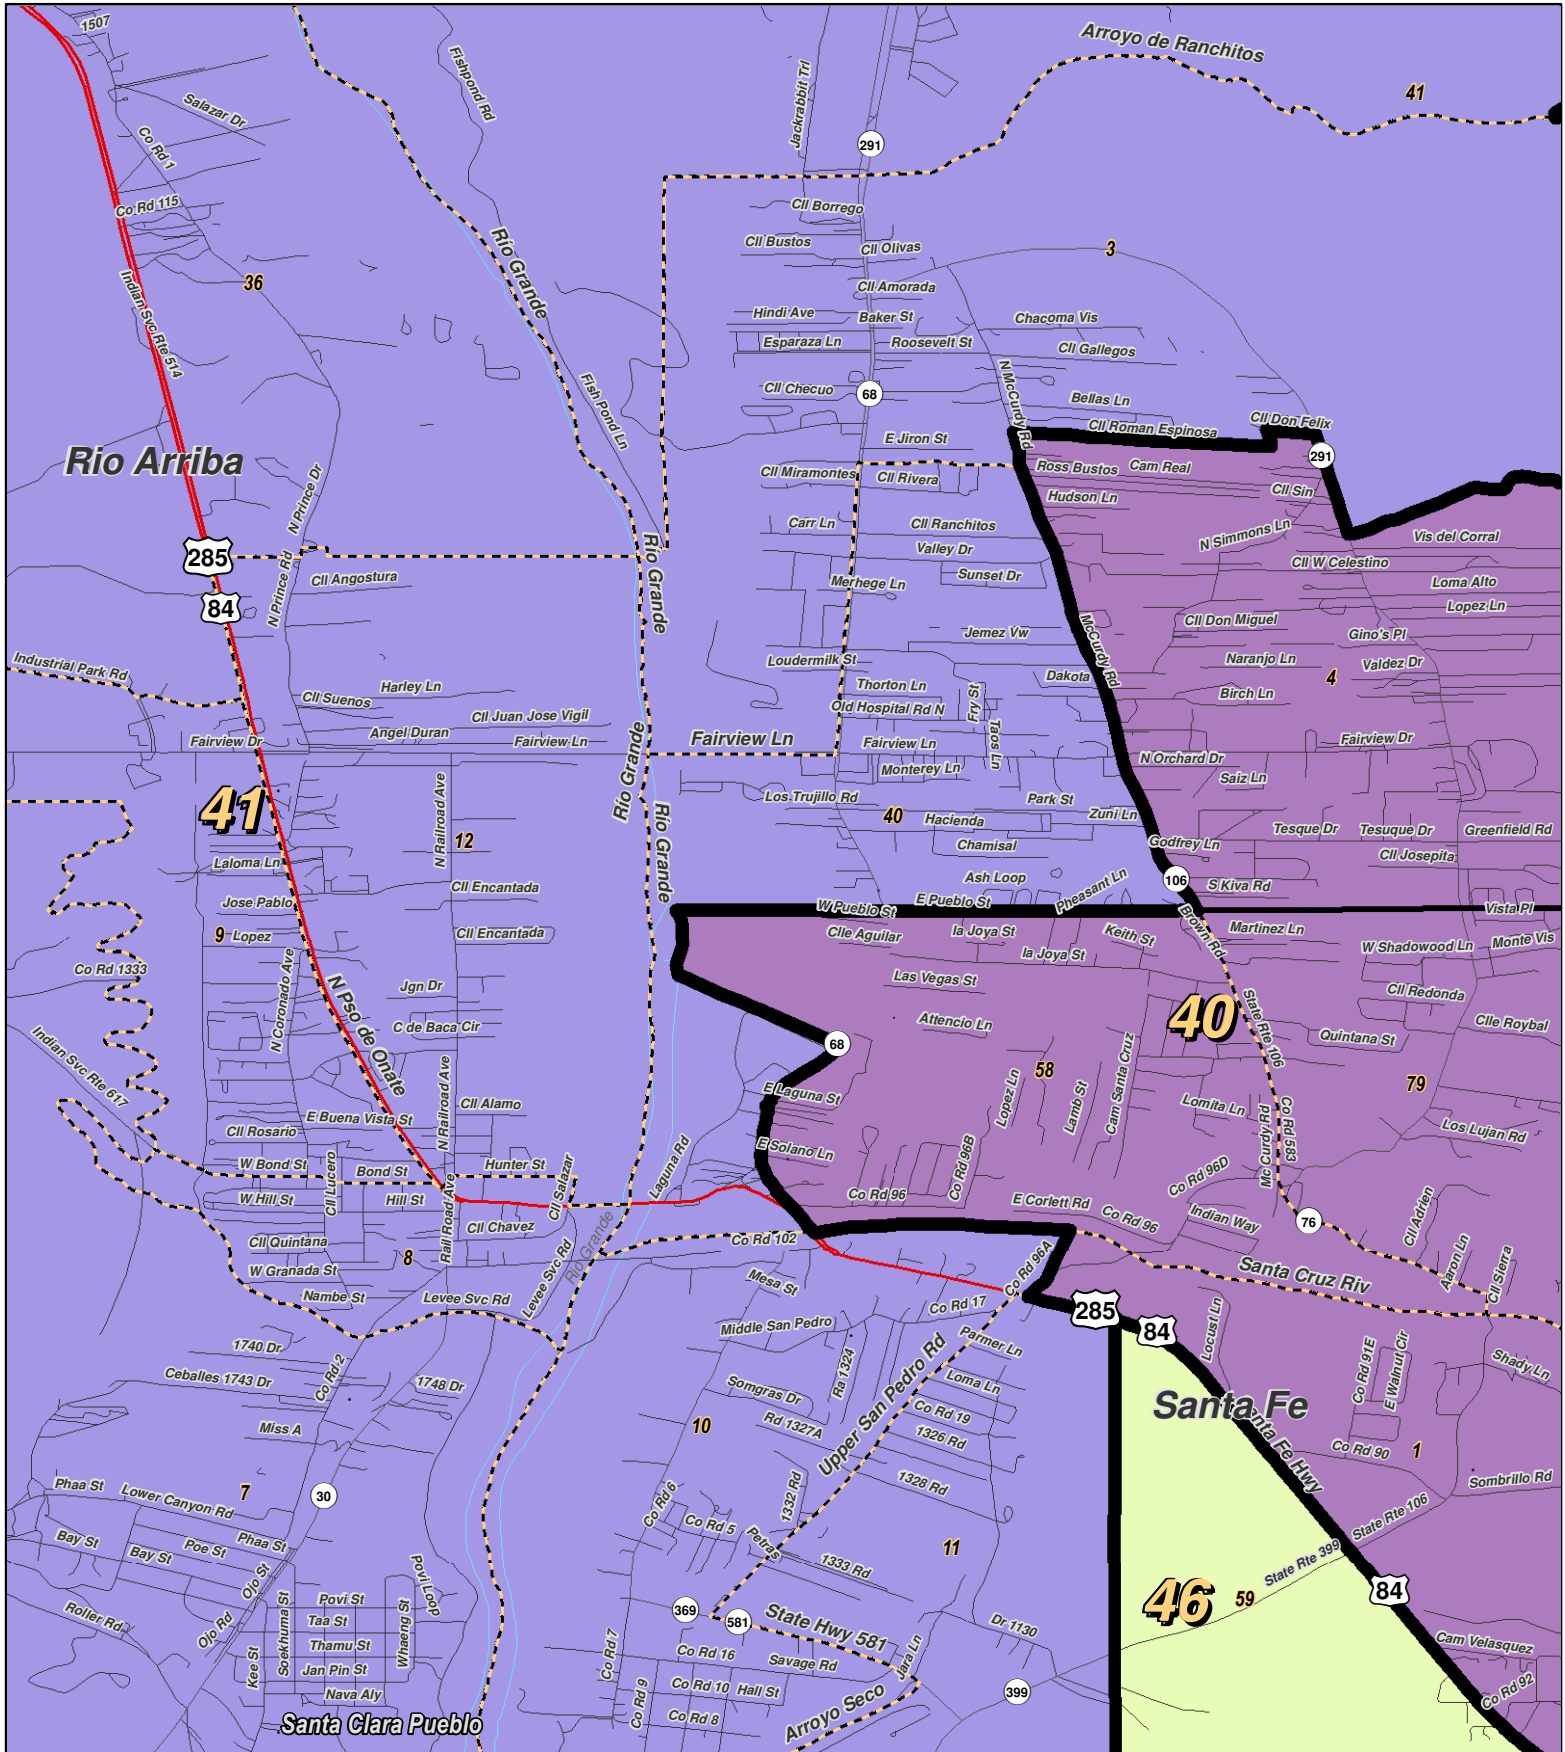 1507
Arroyo de Ranchitos
Fishpond Rd
Jackrabbit Trl
41
Salazar Dr
Co Rd 1
291
Co Rd 115
Cll Borrego
Cll Bustos
Cll Olivas
3
Río Grande
36
Indian Svc Rte 514
Cll Amorada
Hindi Ave
Baker St
Chacoma Vis
Esparaza Ln
Roosevelt St
Cll Gallegos
N McCurdy Rd
Fish Pond Ln
Cll Checuo
68
Bellas Ln
Cll Don Felix
Cll Roman Espinosa
E Jiron St
291
Rio Arriba
N Prince Dr
Cll Miramontes
Cll Rivera
Ross Bustos
Cam Real
Hudson Ln
Cll Sin
Carr Ln
Cll Ranchitos
N Simmons Ln
Vis del Corral
285
Valley Dr
Cll W Celestino
Río Grande
N Prince Rd
Cll Angostura
Merhege Ln
Sunset Dr
Loma Alto
84
Lopez Ln
Cll Don Miguel
Jemez Vw
Gino's Pl
McCurdy Rd
Industrial Park Rd
Loudermilk St
Naranjo Ln
Valdez Dr
4
Dakota
Harley Ln
Thorton Ln
Birch Ln
Cll Suenos
Fry St
Old Hospital Rd N
Cll Juan Jose Vigil
Taos Ln
Angel Duran
Fairview Dr
Fairview Ln
Fairview Ln
Fairview Ln
Fairview Dr
N Orchard Dr
Río Grande
Monterey Ln
Saiz Ln
41
N Railroad Ave
Los Trujillo Rd
Park St
Río Grande
40
Hacienda
Zuni Ln
12
Tesque Dr
Tesuque Dr
Greenfield Rd
Chamisal
Godfrey Ln
Laloma Ln
Cll Josepita
Cll Encantada
Ash Loop
106
S Kiva Rd
Pheasant Ln
Jose Pablo
E Pueblo St
W Pueblo St
Vista Pl
9
Lopez
Cll Encantada
Clle Aguilar
la Joya St
Keith St
Brown Rd
Martinez Ln
la Joya St
W Shadowood Ln
Monte Vis
Co Rd 1333
N Coronado Ave
N Pso de Onate
Jgn Dr
Las Vegas St
Cll Redonda
State Rte 106
C de Baca Cir
Attencio Ln
40
Quintana St
Clle Roybal
Indian Svc Rte 617
68
58
79
N Railroad Ave
E Laguna St
Lopez Ln
Lamb St
Cam Santa Cruz
Cll Alamo
Lomita Ln
E Buena Vista St
Mc Curdy Rd
Co Rd 583
Cll Rosario
Los Lujan Rd
E Solano Ln
W Bond St
Bond St
Hunter St
Laguna Rd
Co Rd 96B
Co Rd 96D
Cll Lucero
Cll Salazar
W Hill St
Hill St
Co Rd 96
E Corlett Rd
Co Rd 96
Indian Way
76
Cll Adrien
Rail Road Ave
Cll Chavez
Cll Quintana
8
Levee Svc Rd
Río Grande
Co Rd 102
Co Rd 96A
Aaron Ln
Cll Sierra
W Granada St
Santa Cruz Riv
Mesa St
Nambe St
Levee Svc Rd
Co Rd 17
285
84
Locust Ln
Middle San Pedro
Parmer Ln
1740 Dr
Ra 1324
Upper San Pedro Rd
Co Rd 91E
E Walnut Cir
Shady Ln
Ceballes 1743 Dr
Co Rd 2
1748 Dr
Somgras Dr
Loma Ln
Santa Fe
Miss A
10
Rd 1327A
Co Rd 19
1326 Rd
Santa Fe Hwy
Co Rd 90
1
Phaa St
Lower Canyon Rd
7
30
1328 Rd
1332 Rd
Sombrillo Rd
Co Rd 6
Co Rd 5
State Rte 106
Bay St
Bay St
Poe St
Phaa St
Petras
11
1333 Rd
State Rte 399
Ojo St
Povi Loop
46
59
84
Povi St
Soekhuma St
Whaeng St
Roller Rd
Ojo Rd
Taa St
369
581
State Hwy 581
Dr 1130
Thamu St
Kee St
Co Rd 7
Co Rd 16
Savage Rd
Jara Ln
Cam Velasquez
Jan Pin St
Co Rd 10
Hall St
399
Co Rd 92
Nava Aly
Co Rd 9
Co Rd 8
Arroyo Seco
Santa Clara Pueblo